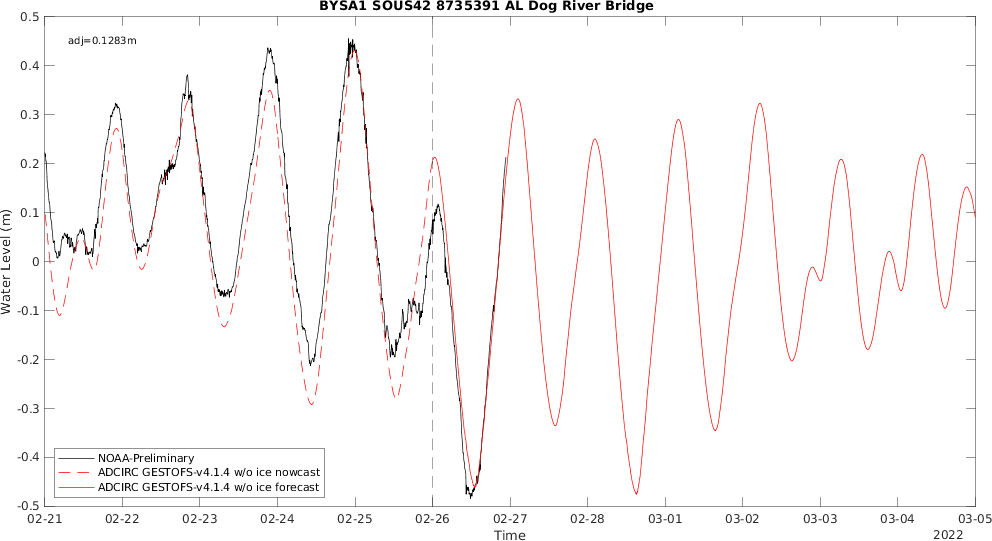 BYSA1 SOUS42 8735391 AL Dog River Bridge
adj=0.1283m
0.5
0.4
0.3
0.2
0.1
0
-0.1
-0.2
-0.3
-0.4
-0.5
Water Level (m)
NOAA-Preliminary
ADCIRC GESTOFS-v4.1.4 w/o ice nowcast
ADCIRC GESTOFS-v4.1.4 w/o ice forecast
02-21 02-22 02-23 02-24 02-25 02-26 02-27 02-28 03-01 03-02 03-03 03-04 03-05
Time
2022